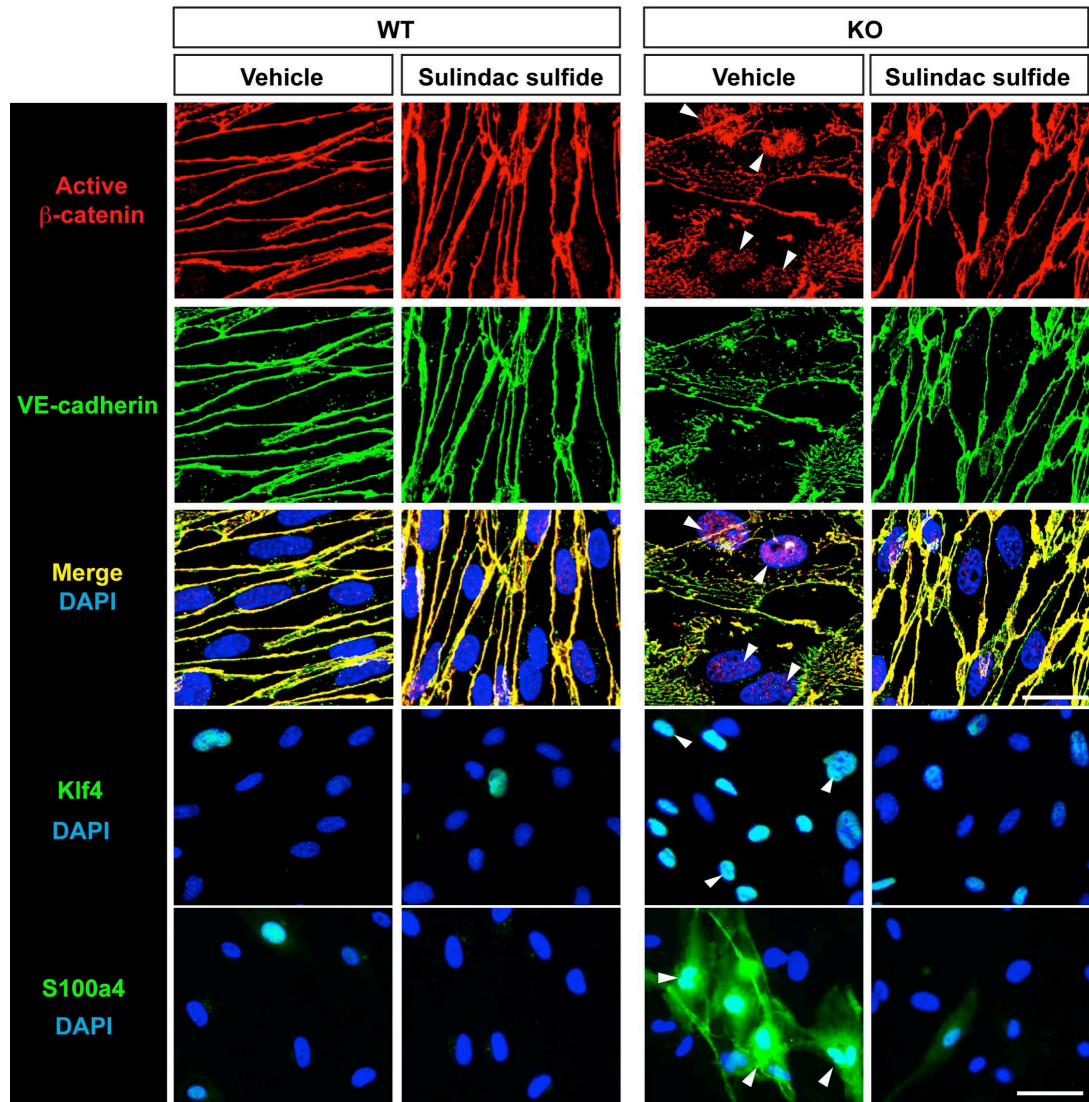 WT
KO
Vehicle
Sulindac sulfide
Vehicle
Sulindac sulfide
Active
β-catenin
VE-cadherin
Merge
DAPI
Klf4
DAPI
S100a4
DAPI